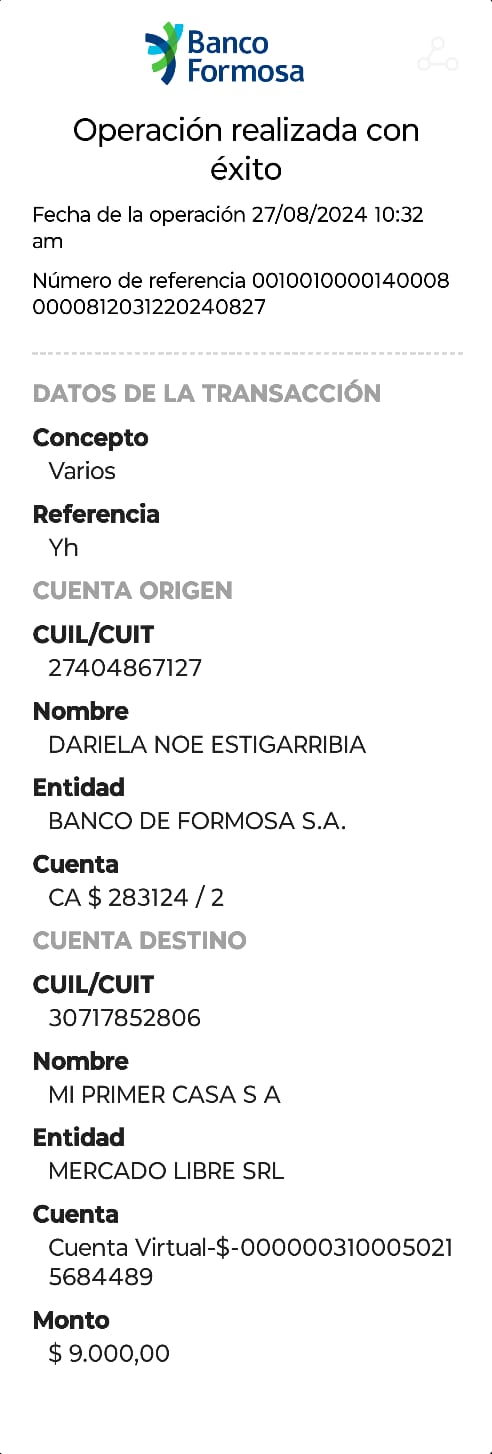 Banco
Formosa
Operación realizada con
éxito
Fecha de la operación 27/08/2024 10:32
am
Número de referencia 0010010000140008
0000812031220240827
DATOS DE LA TRANSACCIÓN
Concepto
Varios
Referencia
Yh
CUENTA ORIGEN
CUIL/CUIT
27404867127
Nombre
DARIELA NOE ESTIGARRIBIA
Entidad
BANCO DE FORMOSA S.A.
Cuenta
CA $ 283124 / 2
CUENTA DESTINO
CUIL/CUIT
30717852806
Nombre
MI PRIMER CASA S A
Entidad
MERCADO LIBRE SRL
Cuenta
Cuenta Virtual-$-000000310005021
5684489
Monto
$ 9.000,00